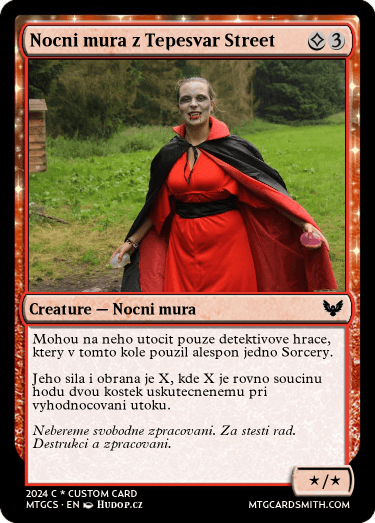 Nocni mura z Tepesvar Street 3
Creature — Nocni mura
Mohou na neho utocit pouze detektivove hrace,
ktery v tomto kole pouzil alespon jedno Sorcery.
Jeho sila i obrana je X, kde X je rovno soucinu
hodu dvou kostek uskutecnenemu pri
vyhodnocovani utoku.
Nebereme svobodne zpracovani. Za stesti rad.
Destrukci a zpracovani.
★/★
2024 C * CUSTOM CARD
MTGCS · EN Hudop.cz
MTGCARDSMITH.COM